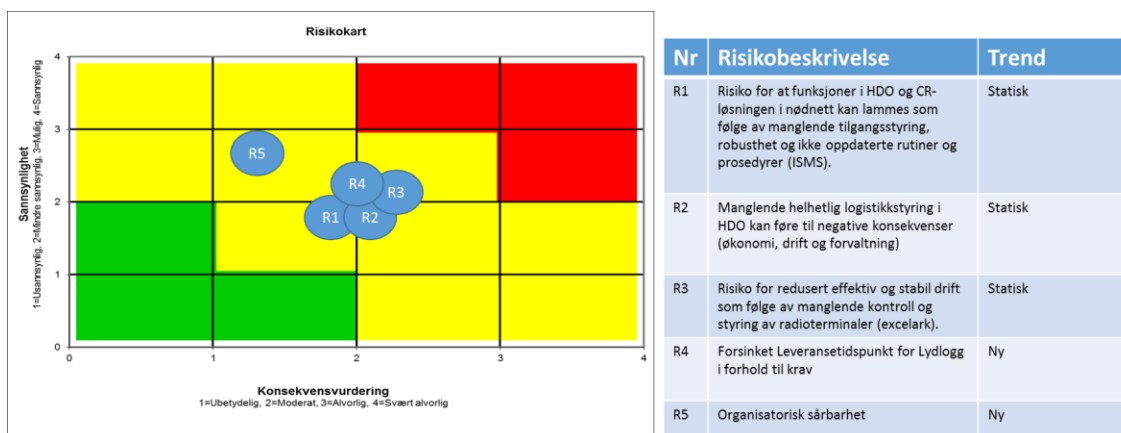 Risikokart
4
3
2
1
0
0
1
2
3
4
Sannsynlighet
1=Usannsynlig, 2=Mindre sannsynlig, 3=Mulig, 4=Sannsynlig
R5
R4
R3
R1
R2
Konsekvensvurdering
1=Ubetydelig, 2=Moderat, 3=Alvorlig, 4=Svært alvorlig
Nr Risikobeskrivelse Trend
R1 Risiko for at funksjoner i HDO og CR- Statisk
løsningen i nødnett kan lammes som
følge av manglende tilgangsstyring,
robusthet og ikke oppdaterte rutiner og
prosedyrer (ISMS).
R2 Manglende helhetlig logistikkstyring i Statisk
HDO kan føre til negative konsekvenser
(økonomi, drift og forvaltning)
R3 Risiko for redusert effektiv og stabil drift Statisk
som følge av manglende kontroll og
styring av radioterminaler (excelark).
R4 Forsinket Leveransetidspunkt for Lydlogg Ny
i forhold til krav
R5 Organisatorisk sårbarhet Ny